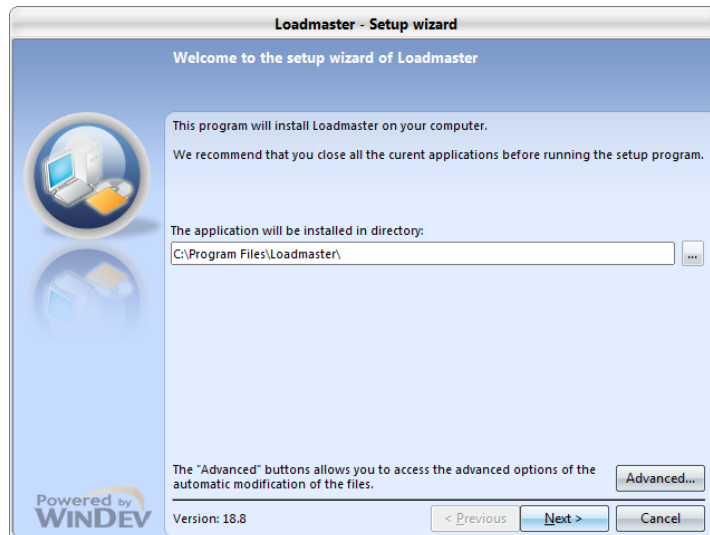 Loadmaster - Setup wizard
Welcome to the setup wizard of Loadmaster
This program will install Loadmaster on your computer.
We recommend that you close all the curent applications before running the setup program.
The application will be installed in directory:
C:\Program Files\Loadmaster\
...
The "Advanced" buttons allows you to access the advanced options of the
automatic modification of the files.
Advanced...
Powered by
WINDEV
Version: 18.8
< Previous
Next >
Cancel